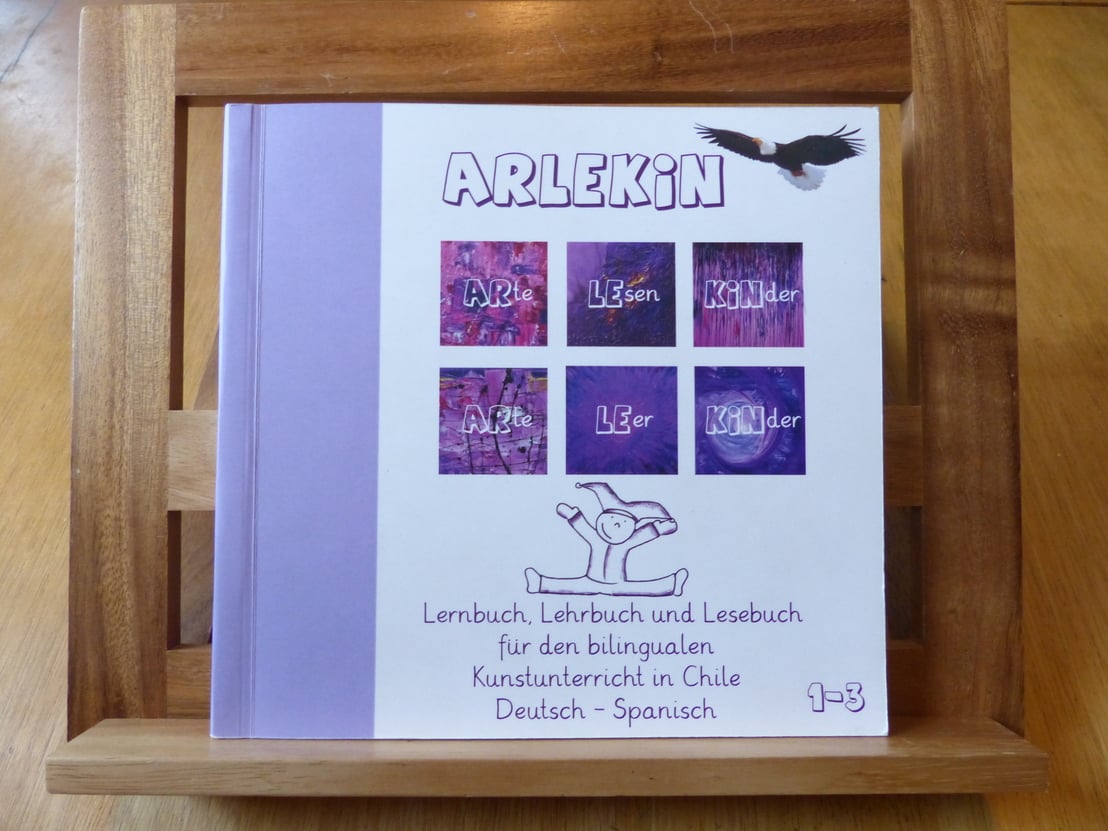 ARLEKiN
ARte LEsen KiNder
ARte LEer KiNder
Lernbuch, Lehrbuch und Lesebuch
für den bilingualen
Kunstunterricht in Chile
Deutsch - Spanisch
1-3